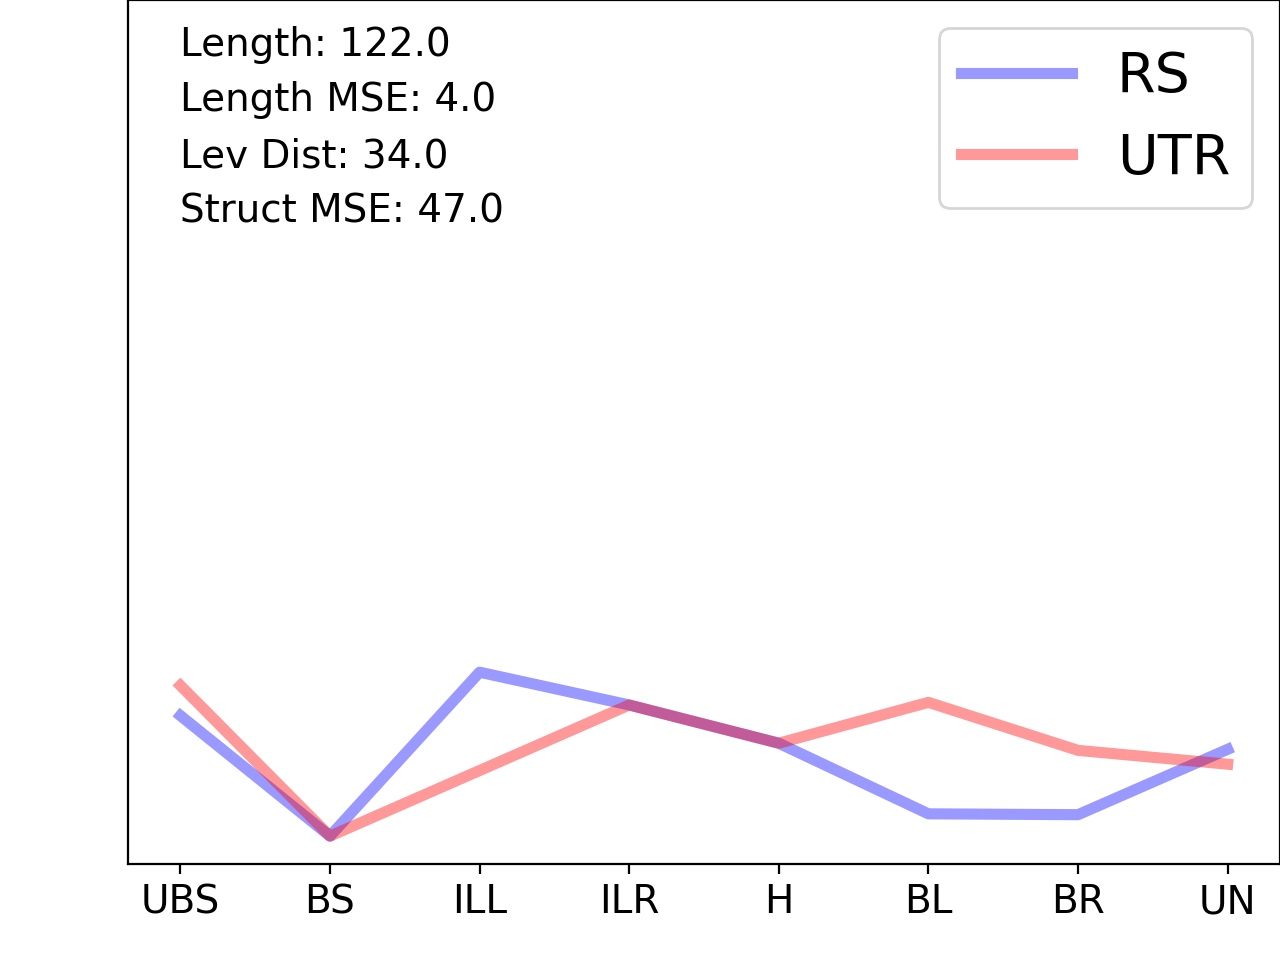 Length: 122.0
Length MSE: 4.0
Lev Dist: 34.0
Struct MSE: 47.0
RS
UTR
UBS BS ILL ILR H BL BR UN